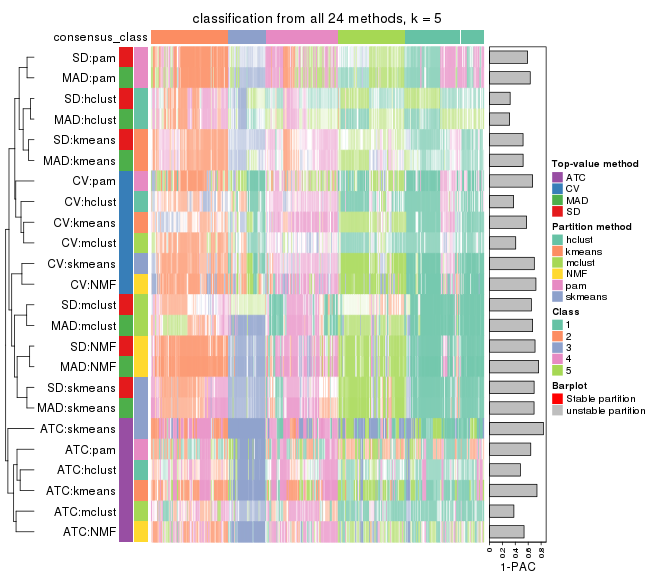 classification from all 24 methods, k = 5
consensus_class
SD:pam
MAD:pam
SD:hclust
MAD:hclust
SD:kmeans
MAD:kmeans
CV:pam
CV:hclust
CV:kmeans
CV:mclust
CV:skmeans
CV:NMF
SD:mclust
MAD:mclust
SD:NMF
MAD:NMF
SD:skmeans
MAD:skmeans
ATC:skmeans
ATC:pam
ATC:hclust
ATC:kmeans
ATC:mclust
ATC:NMF
0
0.2
0.4
0.6
0.8
1-PAC
Top-value method
ATC
CV
MAD
SD
Partition method
hclust
kmeans
mclust
NMF
pam
skmeans
Class
1
2
3
4
5
Barplot
Stable partition
unstable partition